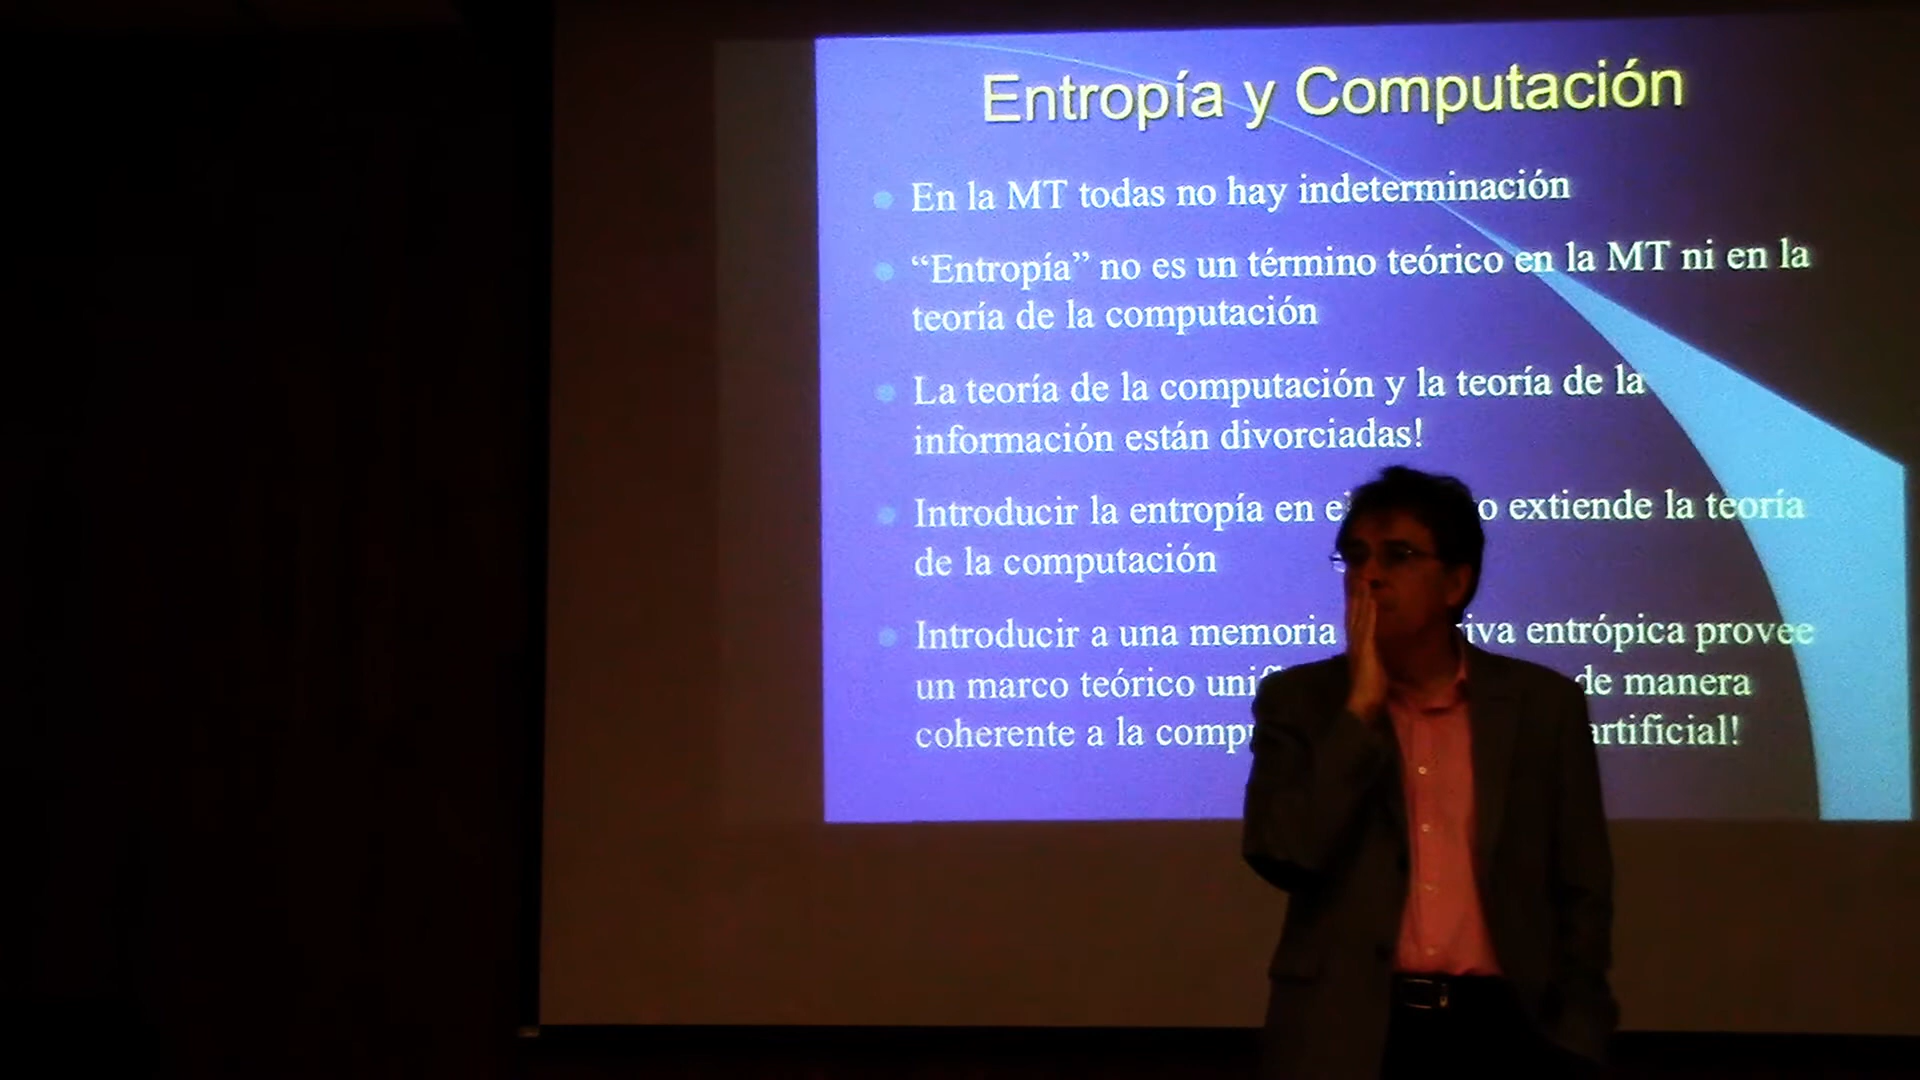 Entropía y Computación
En la MT todas no hay indeterminación
“Entropía” no es un término teórico en la MT ni en la
teoría de la computación
La teoría de la computación y la teoría de la
información están divorciadas!
Introducir la entropía en extiende la teoría
de la computación
Introducir a una memoria entrópica provee
un marco teórico de manera
coherente a la artificial!